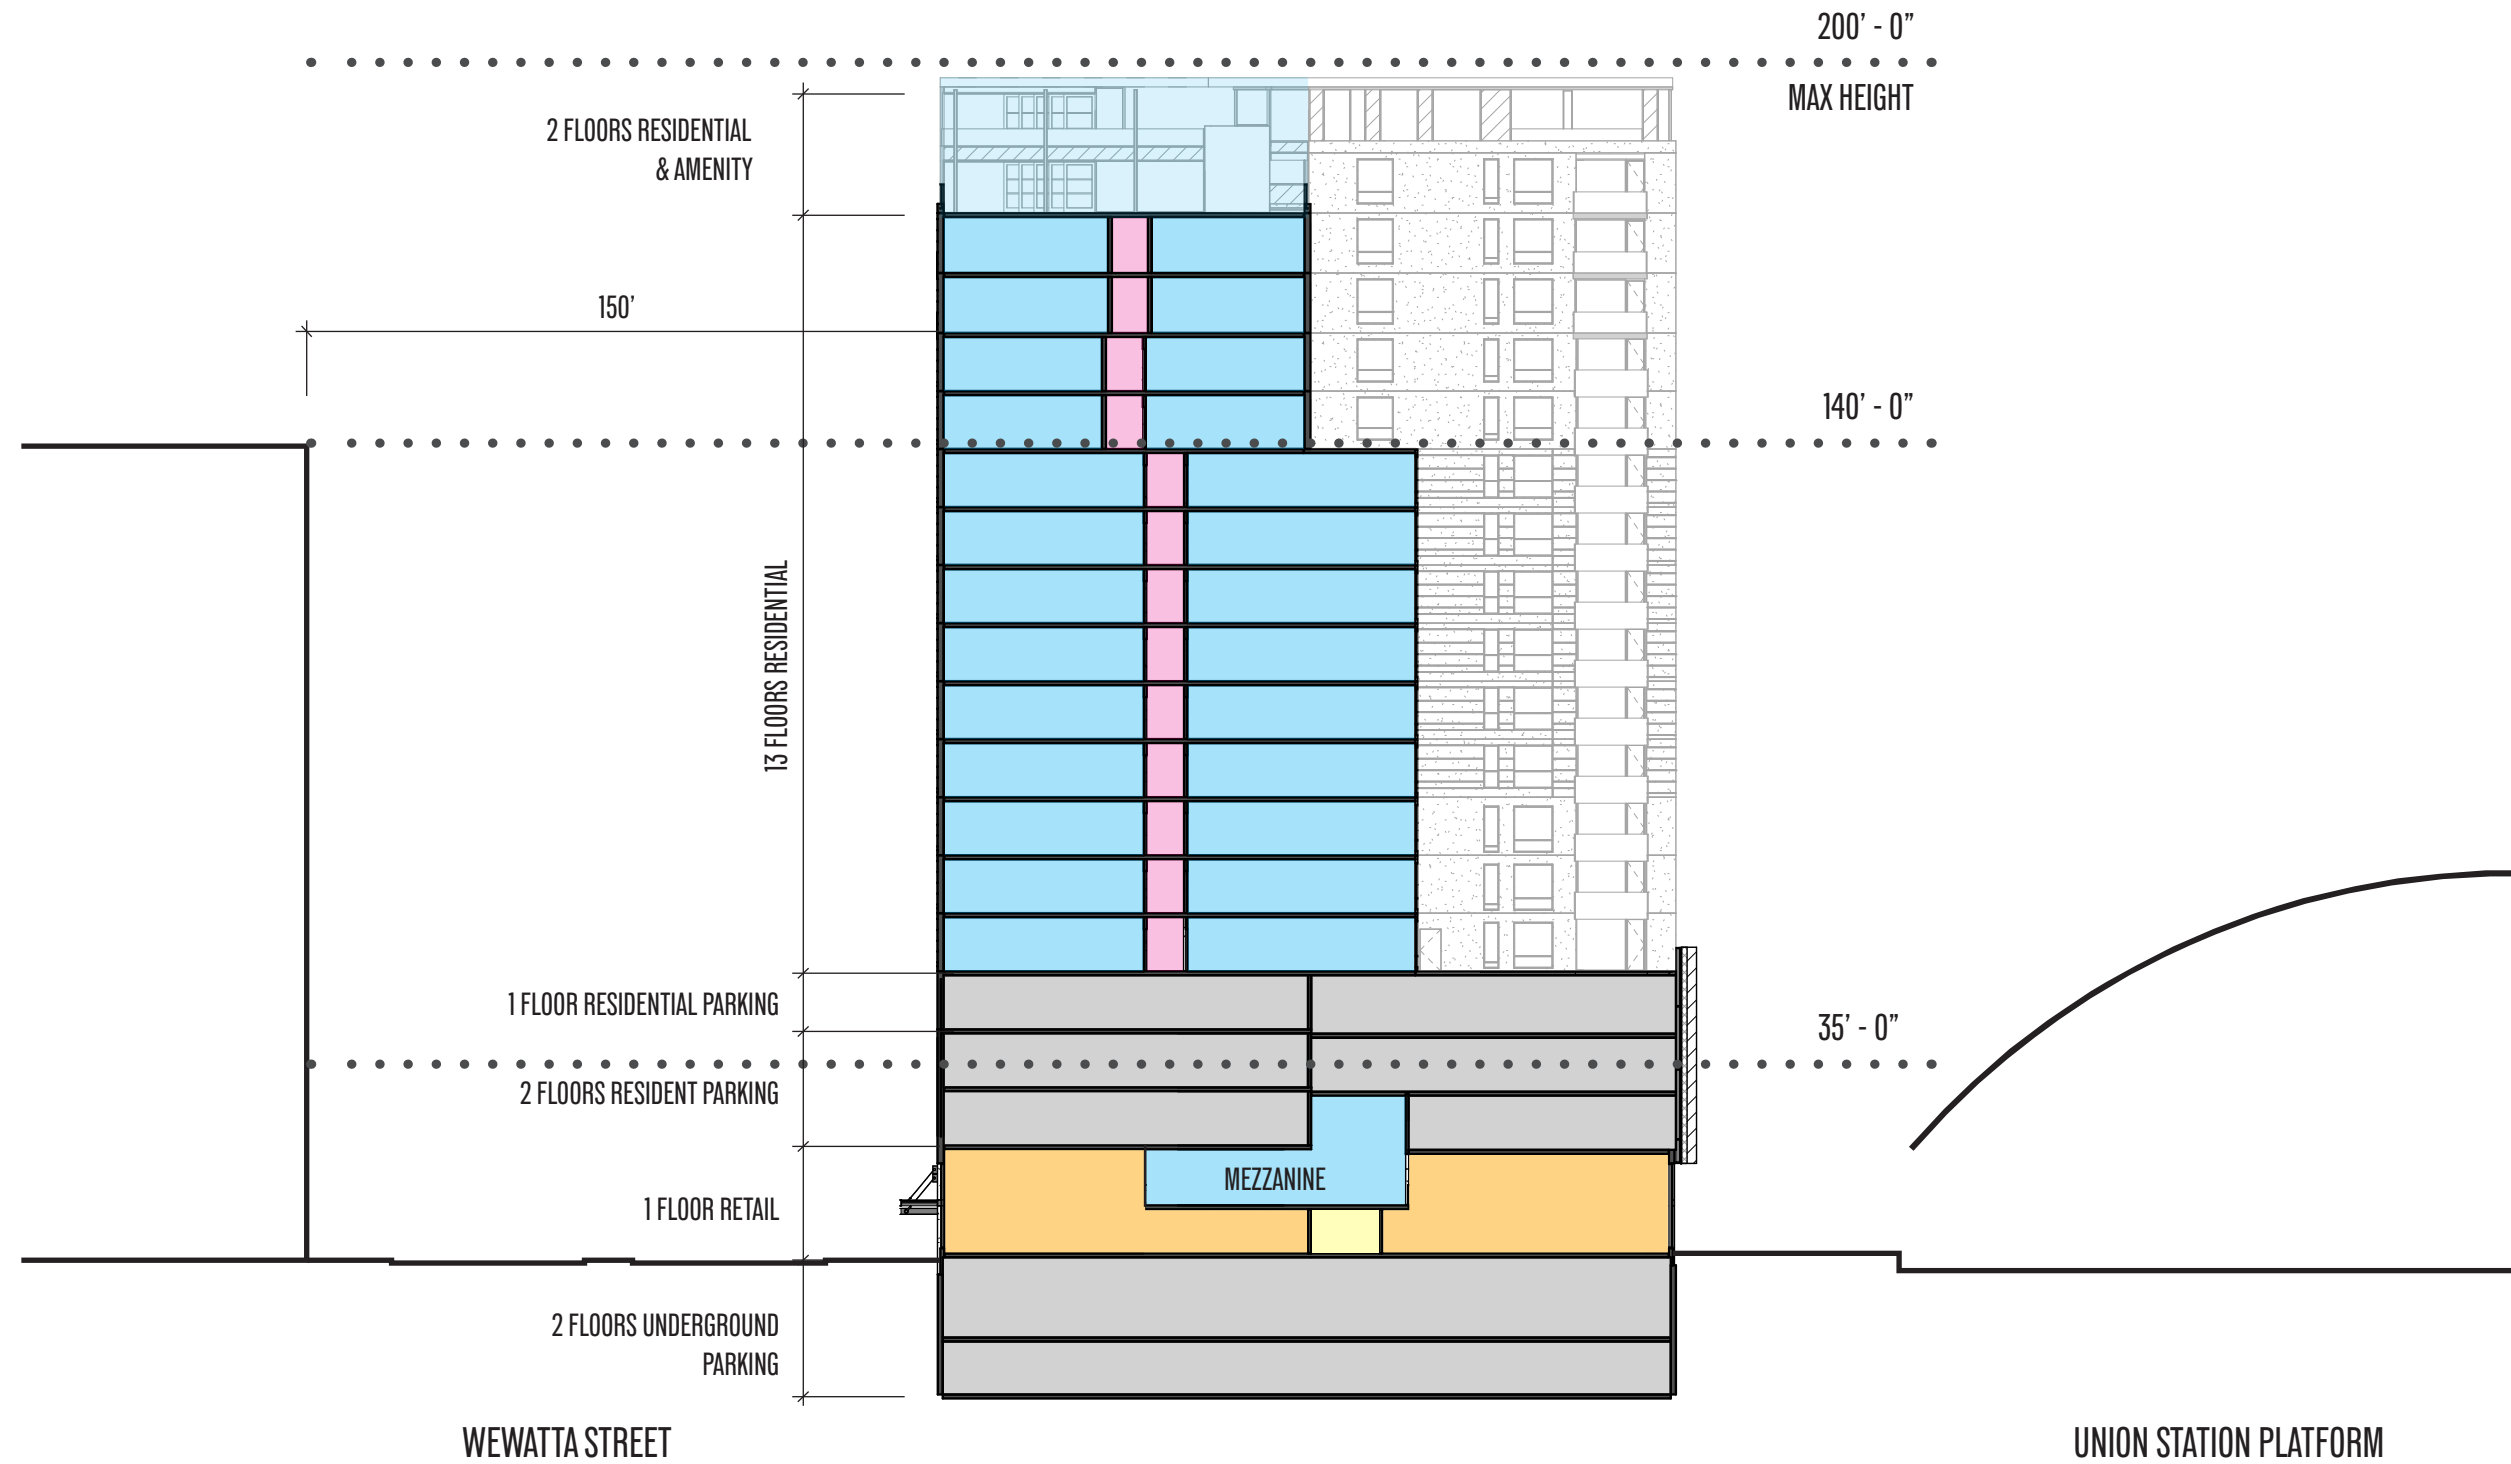 200’ - 0”
MAX HEIGHT
2 FLOORS RESIDENTIAL
& AMENITY
150’
140’ - 0”
13 FLOORS RESIDENTIAL
1 FLOOR RESIDENTIAL PARKING
35’ - 0”
2 FLOORS RESIDENT PARKING
MEZZANINE
1 FLOOR RETAIL
2 FLOORS UNDERGROUND
PARKING
WEWATTA STREET
UNION STATION PLATFORM